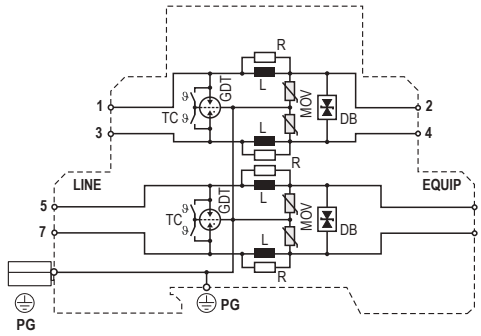 R
GDT
L
MOV
1
ϑ
TC ϑ
2
DB
3
L
4
R
LINE
R
EQUIP
GDT
L
MOV
5
ϑ
TC
ϑ
DB
7
L
R
PG
PG